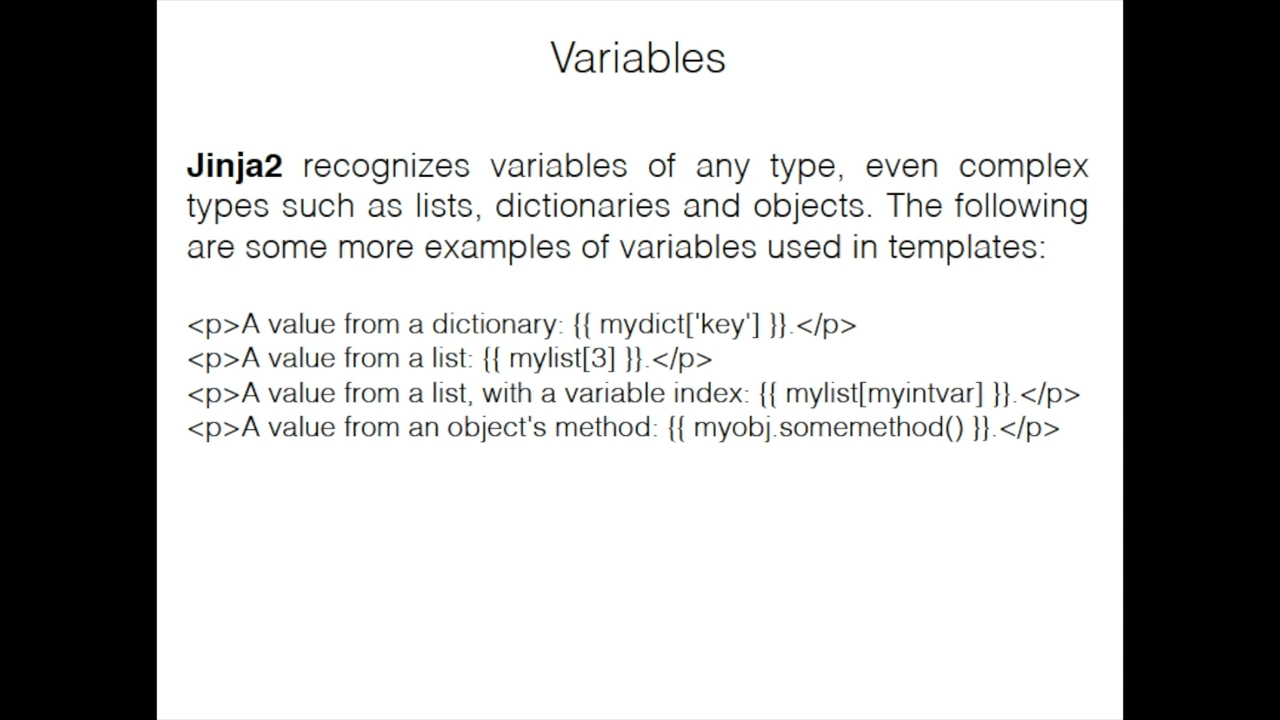 Variables
Jinja2 recognizes variables of any type, even complex
types such as lists, dictionaries and objects. The following
are some more examples of variables used in templates:
<p>A value from a dictionary: {{ mydict['key'] }}.</p>
<p>A value from a list: {{ mylist[3] }}.</p>
<p>A value from a list, with a variable index: {{ mylist[myintvar] }}.</p>
<p>A value from an object's method: {{ myobj.somemethod() }}.</p>